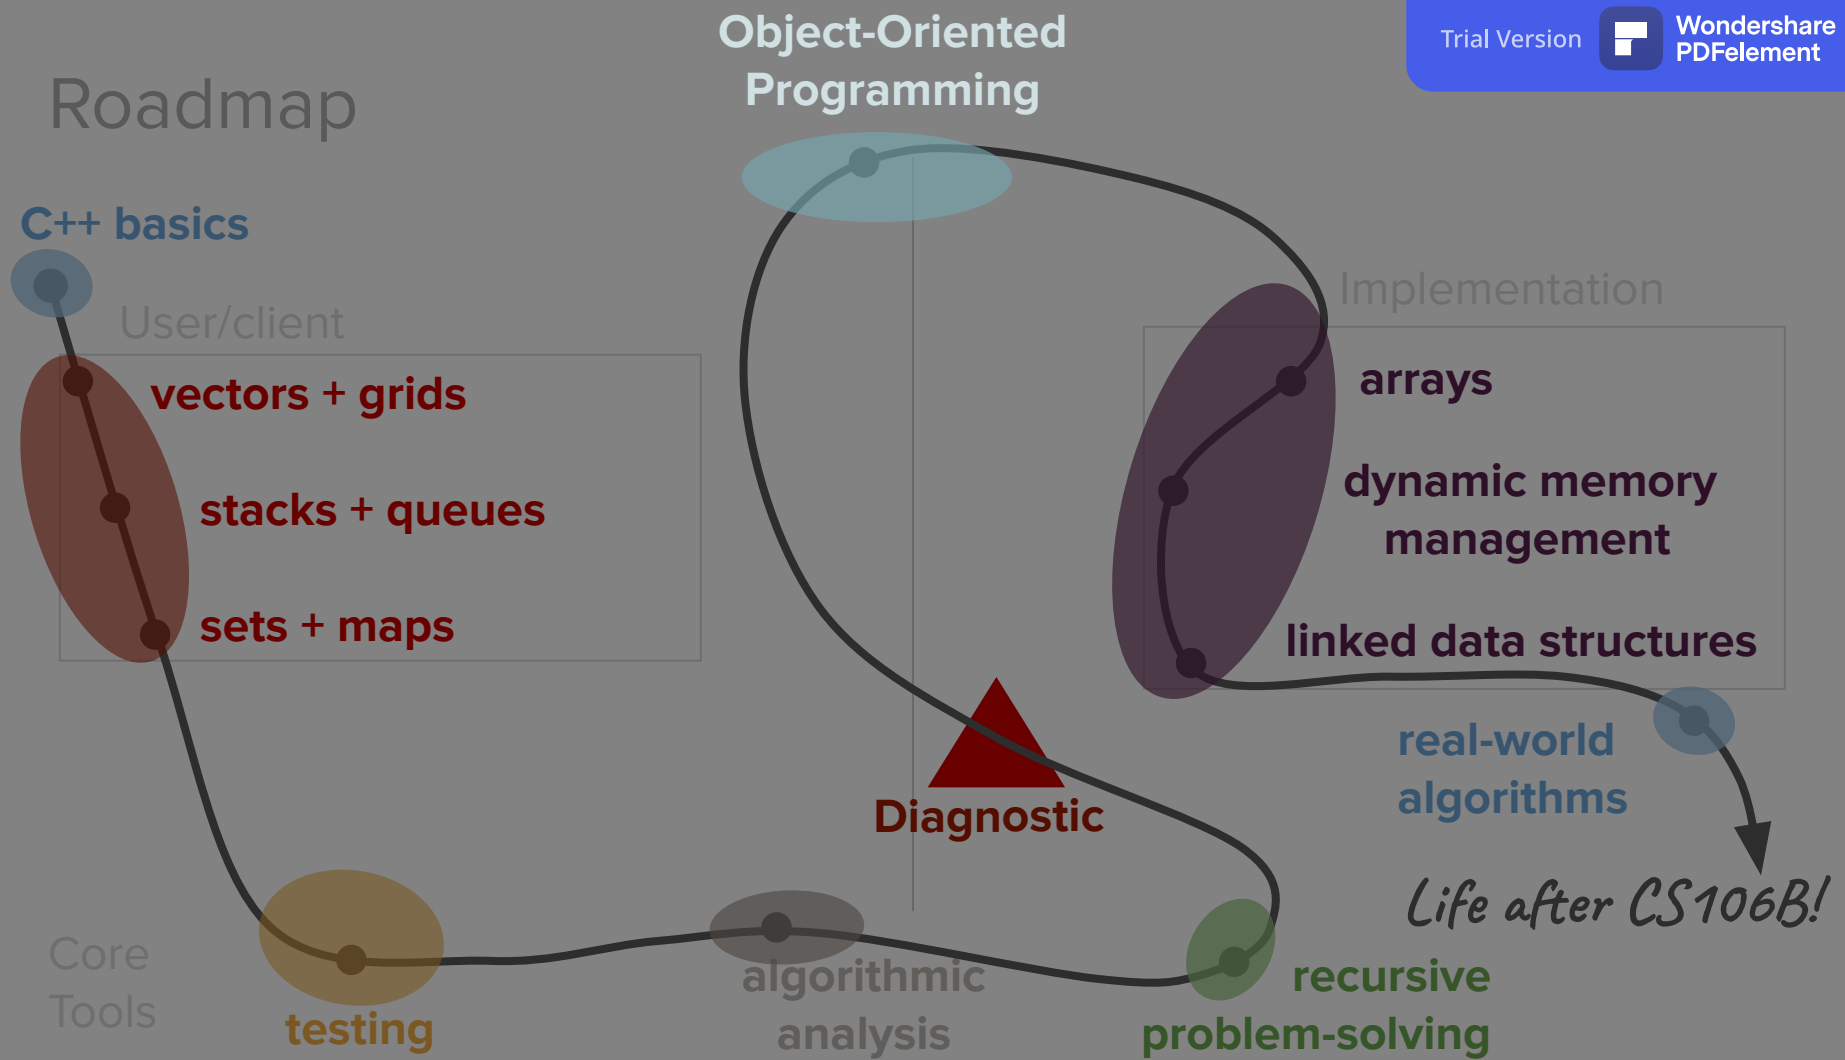 Object-Oriented
Programming
Trial Version
Wondershare
PDFelement
Roadmap
C++ basics
User/client
vectors + grids
stacks + queues
sets + maps
Implementation
arrays
dynamic memory
management
linked data structures
real-world
algorithms
Diagnostic
Life after CS106B!
Core
Tools
testing
algorithmic
analysis
recursive
problem-solving